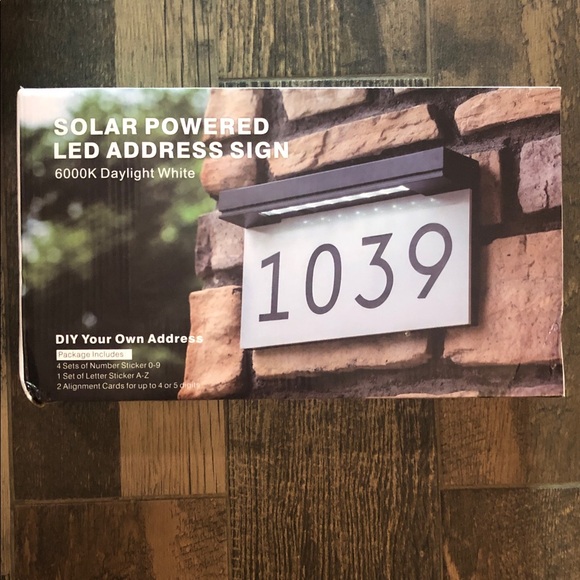 SOLAR POWERED
LED ADDRESS SIGN
6000K Daylight White
1039
DIY Your Own Address
Package Includes
4 Sets of Number Sticker 0-9
1 Set of Letter Sticker A-Z
2 Alignment Cards for up to 4 or 5 digits